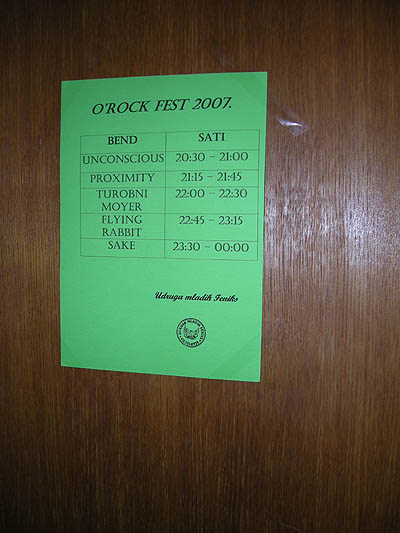 O'ROCK FEST 2007.
BEND SATI
UNCONSCIOUS 20:30 – 21:00
PROXIMITY 21:15 – 21:45
TUROBNI MOYER 22:00 – 22:30
FLYING RABBIT 22:45 – 23:15
SAKE 23:30 – 00:00
Udruga mladih Feniks